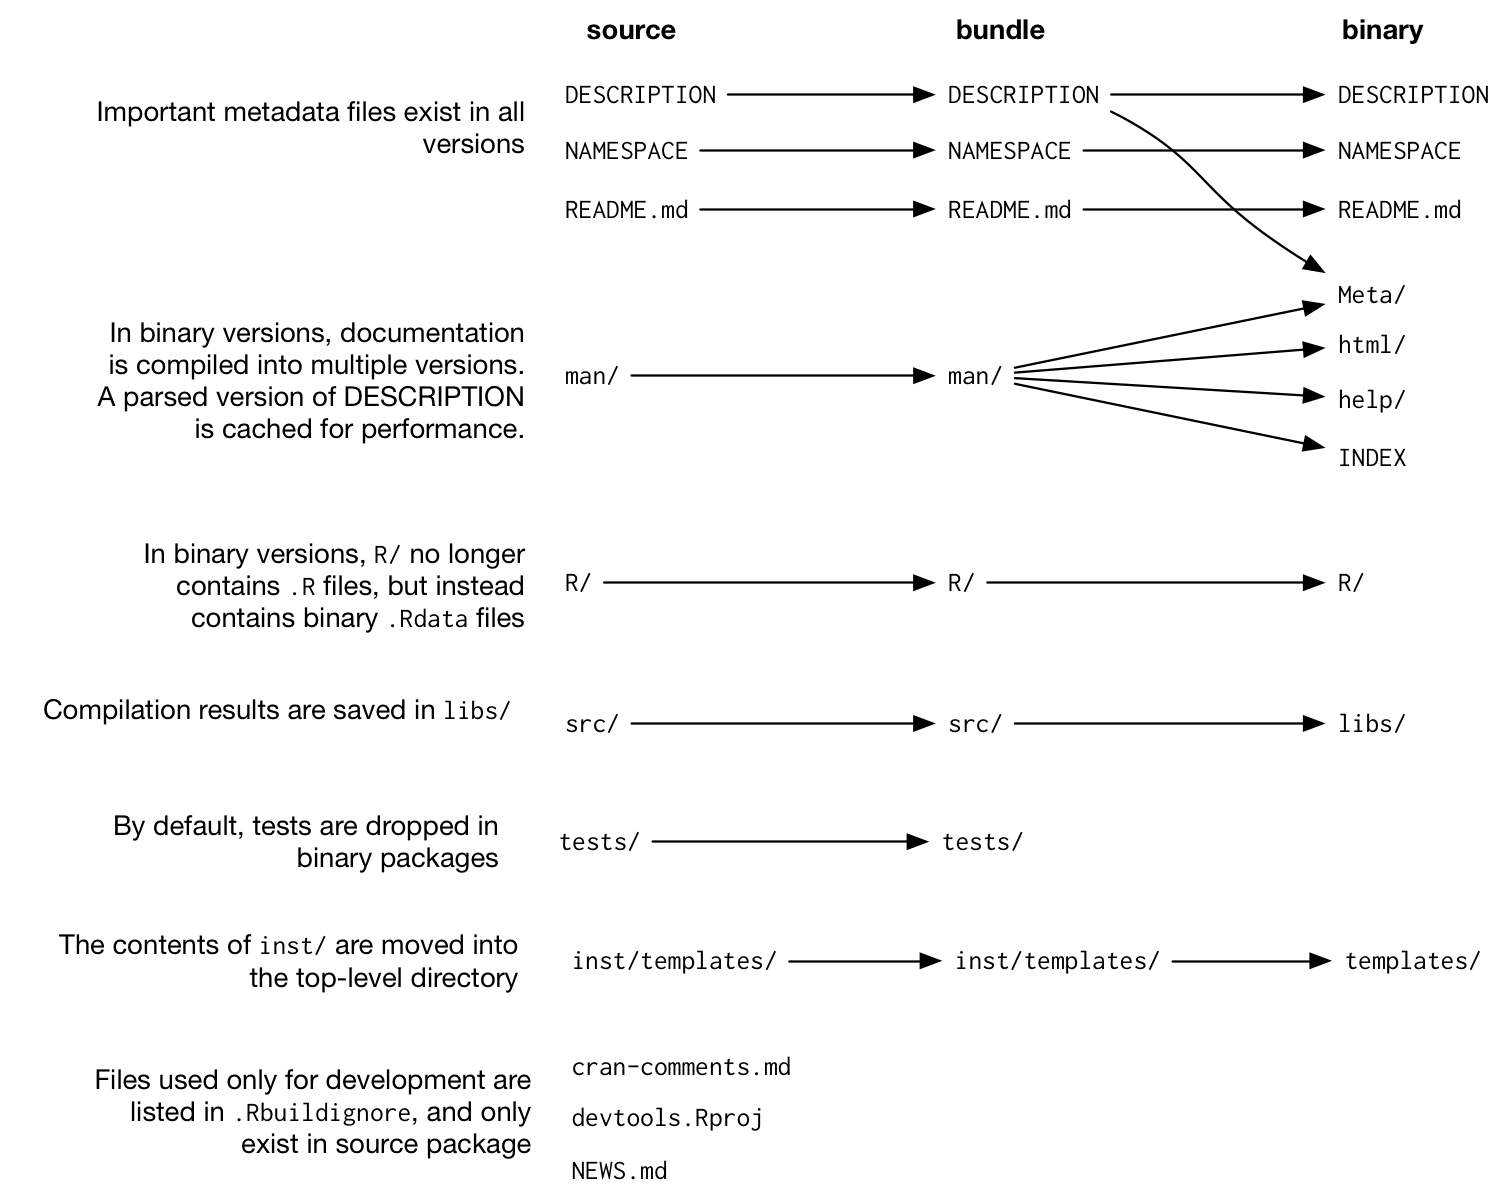 source bundle binary
Important metadata files exist in all
versions
DESCRIPTION DESCRIPTION DESCRIPTION
NAMESPACE NAMESPACE NAMESPACE
README.md README.md README.md
In binary versions, documentation
is compiled into multiple versions.
A parsed version of DESCRIPTION
is cached for performance.
man/ man/
Meta/
html/
help/
INDEX
In binary versions, R/ no longer
contains .R files, but instead
contains binary .Rdata files
R/ R/ R/
Compilation results are saved in libs/
src/ src/ libs/
By default, tests are dropped in
binary packages
tests/ tests/
The contents of inst/ are moved into
the top-level directory
inst/templates/ inst/templates/ templates/
Files used only for development are
listed in .Rbuildignore, and only
exist in source package
cran-comments.md
devtools.Rproj
NEWS.md